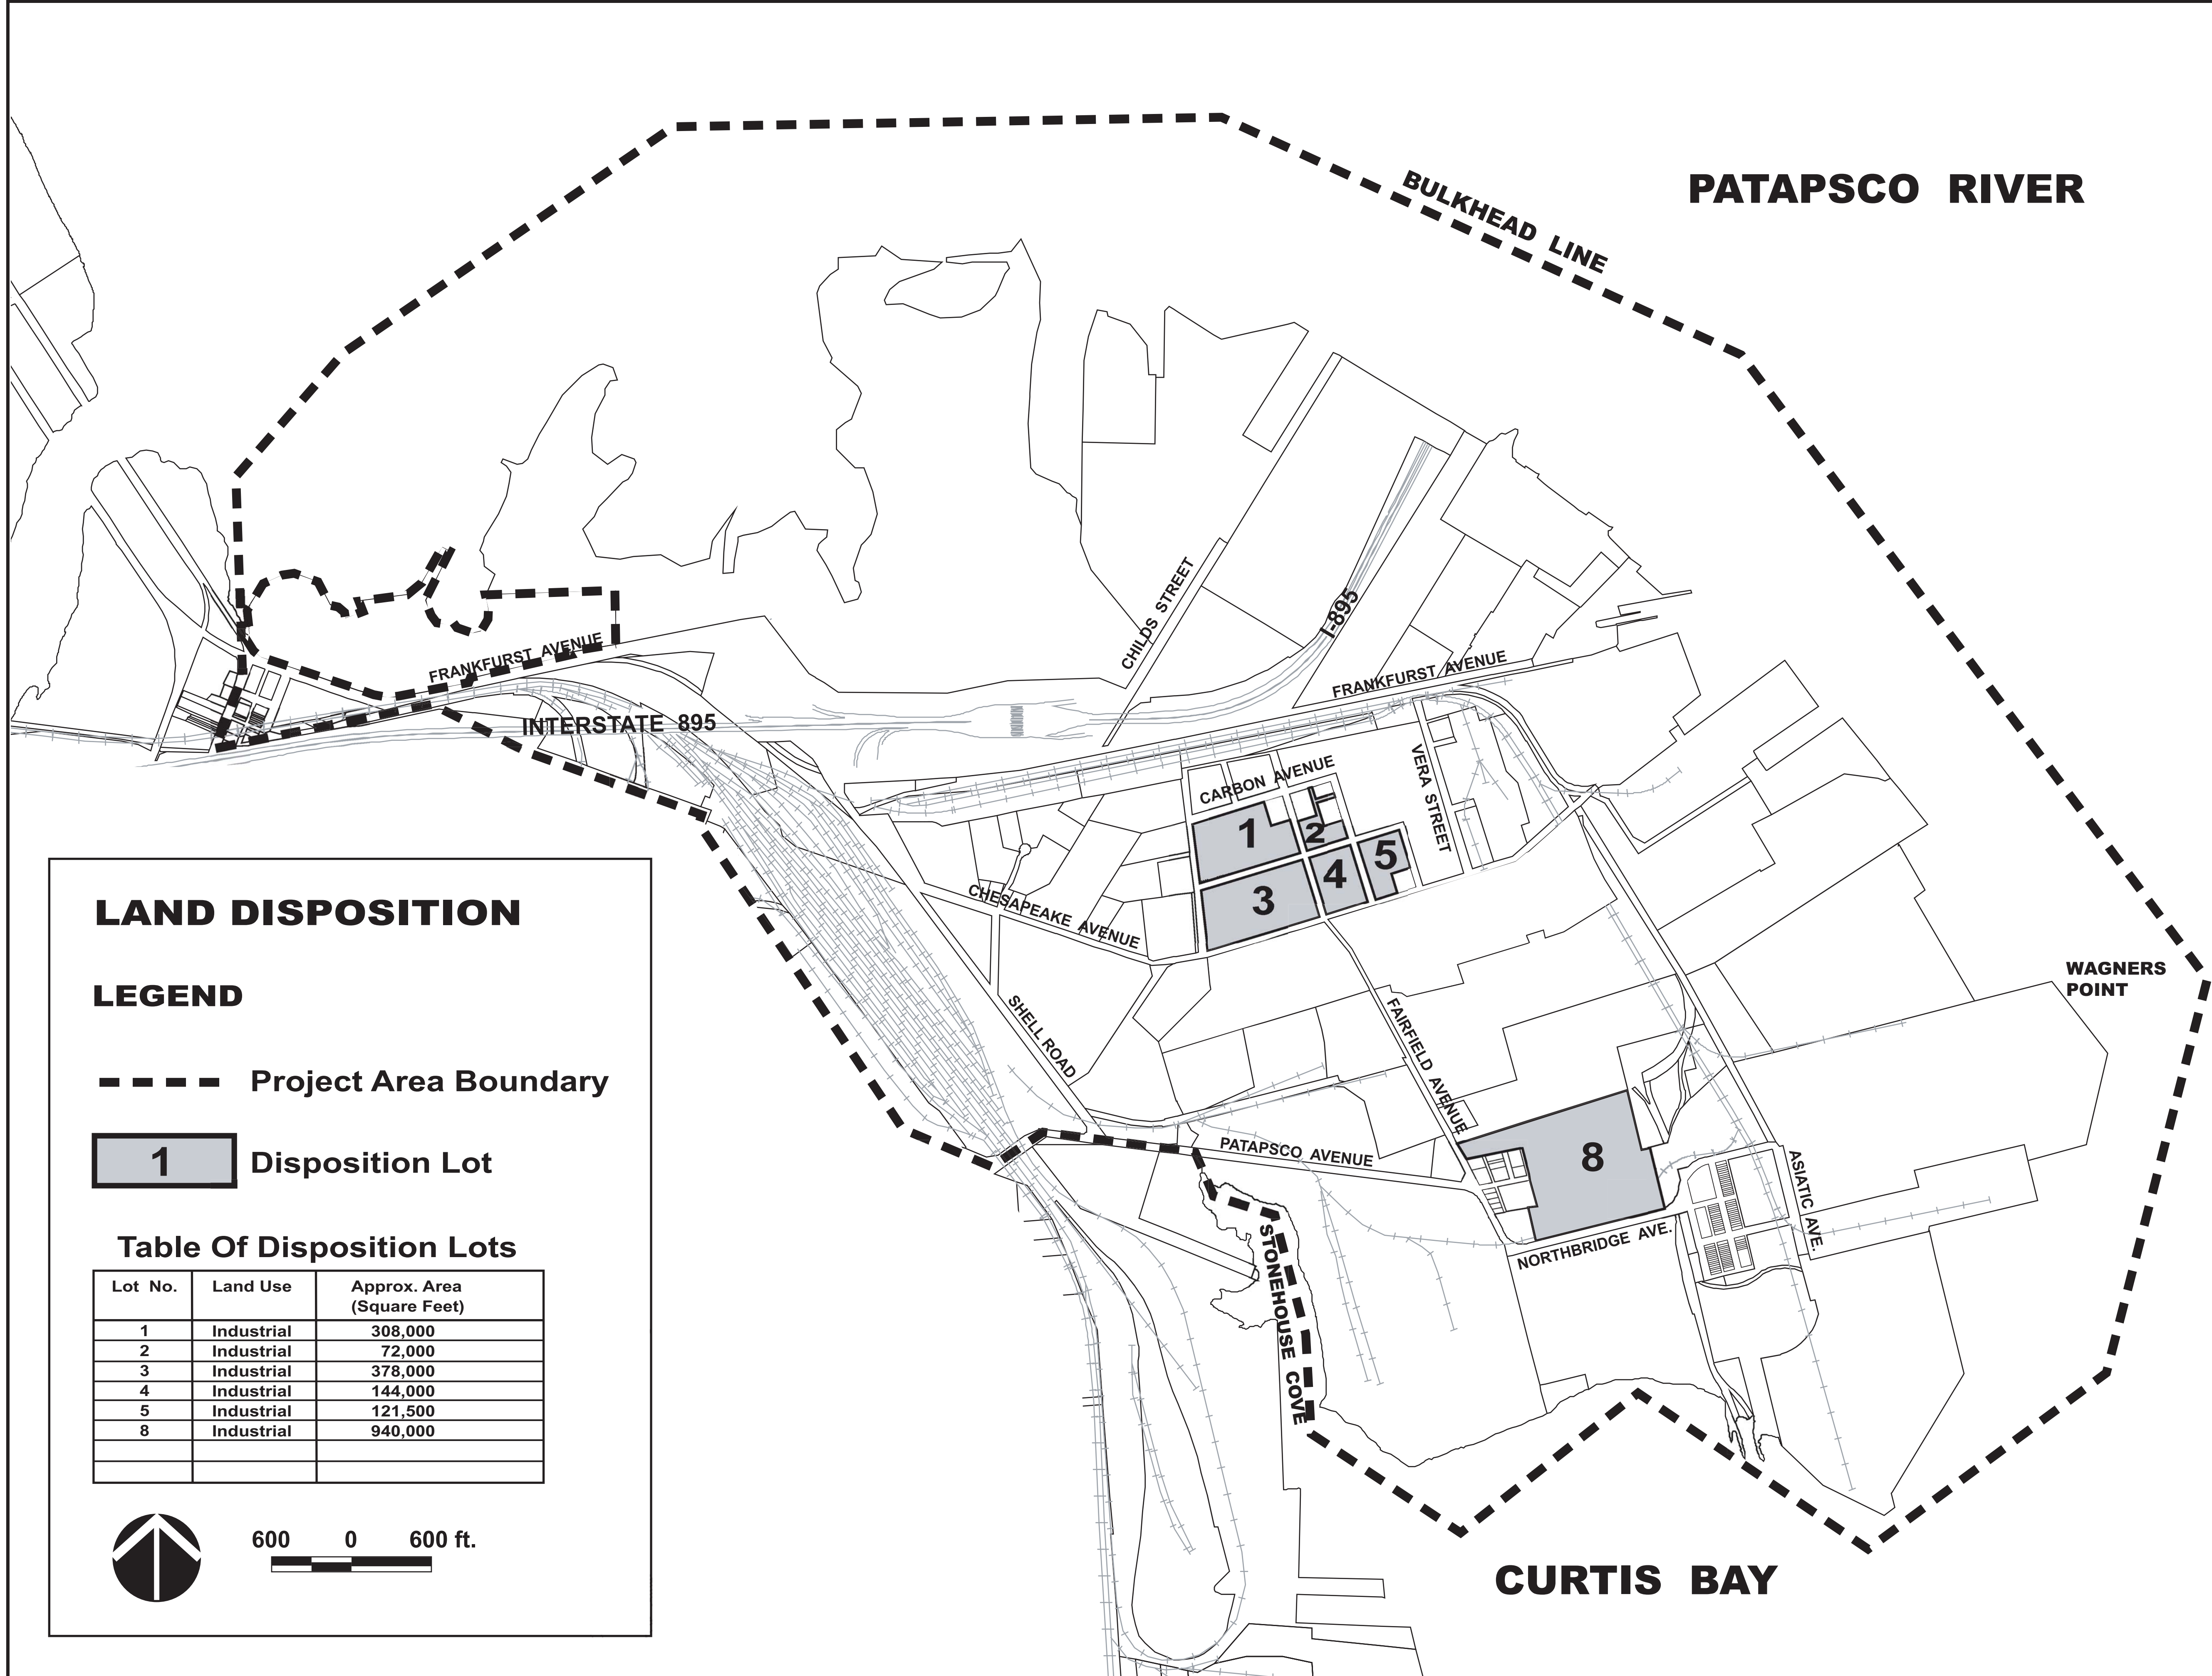 PATAPSCO RIVER
BULKHEAD LINE
CHILDS STREET
I-895
FRANKFURST AVENUE
FRANKFURST AVENUE
INTERSTATE 895
CARBON AVENUE
VERA STREET
1
2
3
4
5
CHESAPEAKE AVENUE
WAGNERS
POINT
SHELL ROAD
FAIRFIELD AVENUE
PATAPSCO AVENUE
8
ASIATIC AVE.
NORTHBRIDGE AVE.
STONEHOUSE COVE
CURTIS BAY
LAND DISPOSITION
LEGEND
Project Area Boundary
1 Disposition Lot
Table Of Disposition Lots
Lot No. Land Use Approx. Area
(Square Feet)
1 Industrial 308,000
2 Industrial 72,000
3 Industrial 378,000
4 Industrial 144,000
5 Industrial 121,500
8 Industrial 940,000
600 0 600 ft.